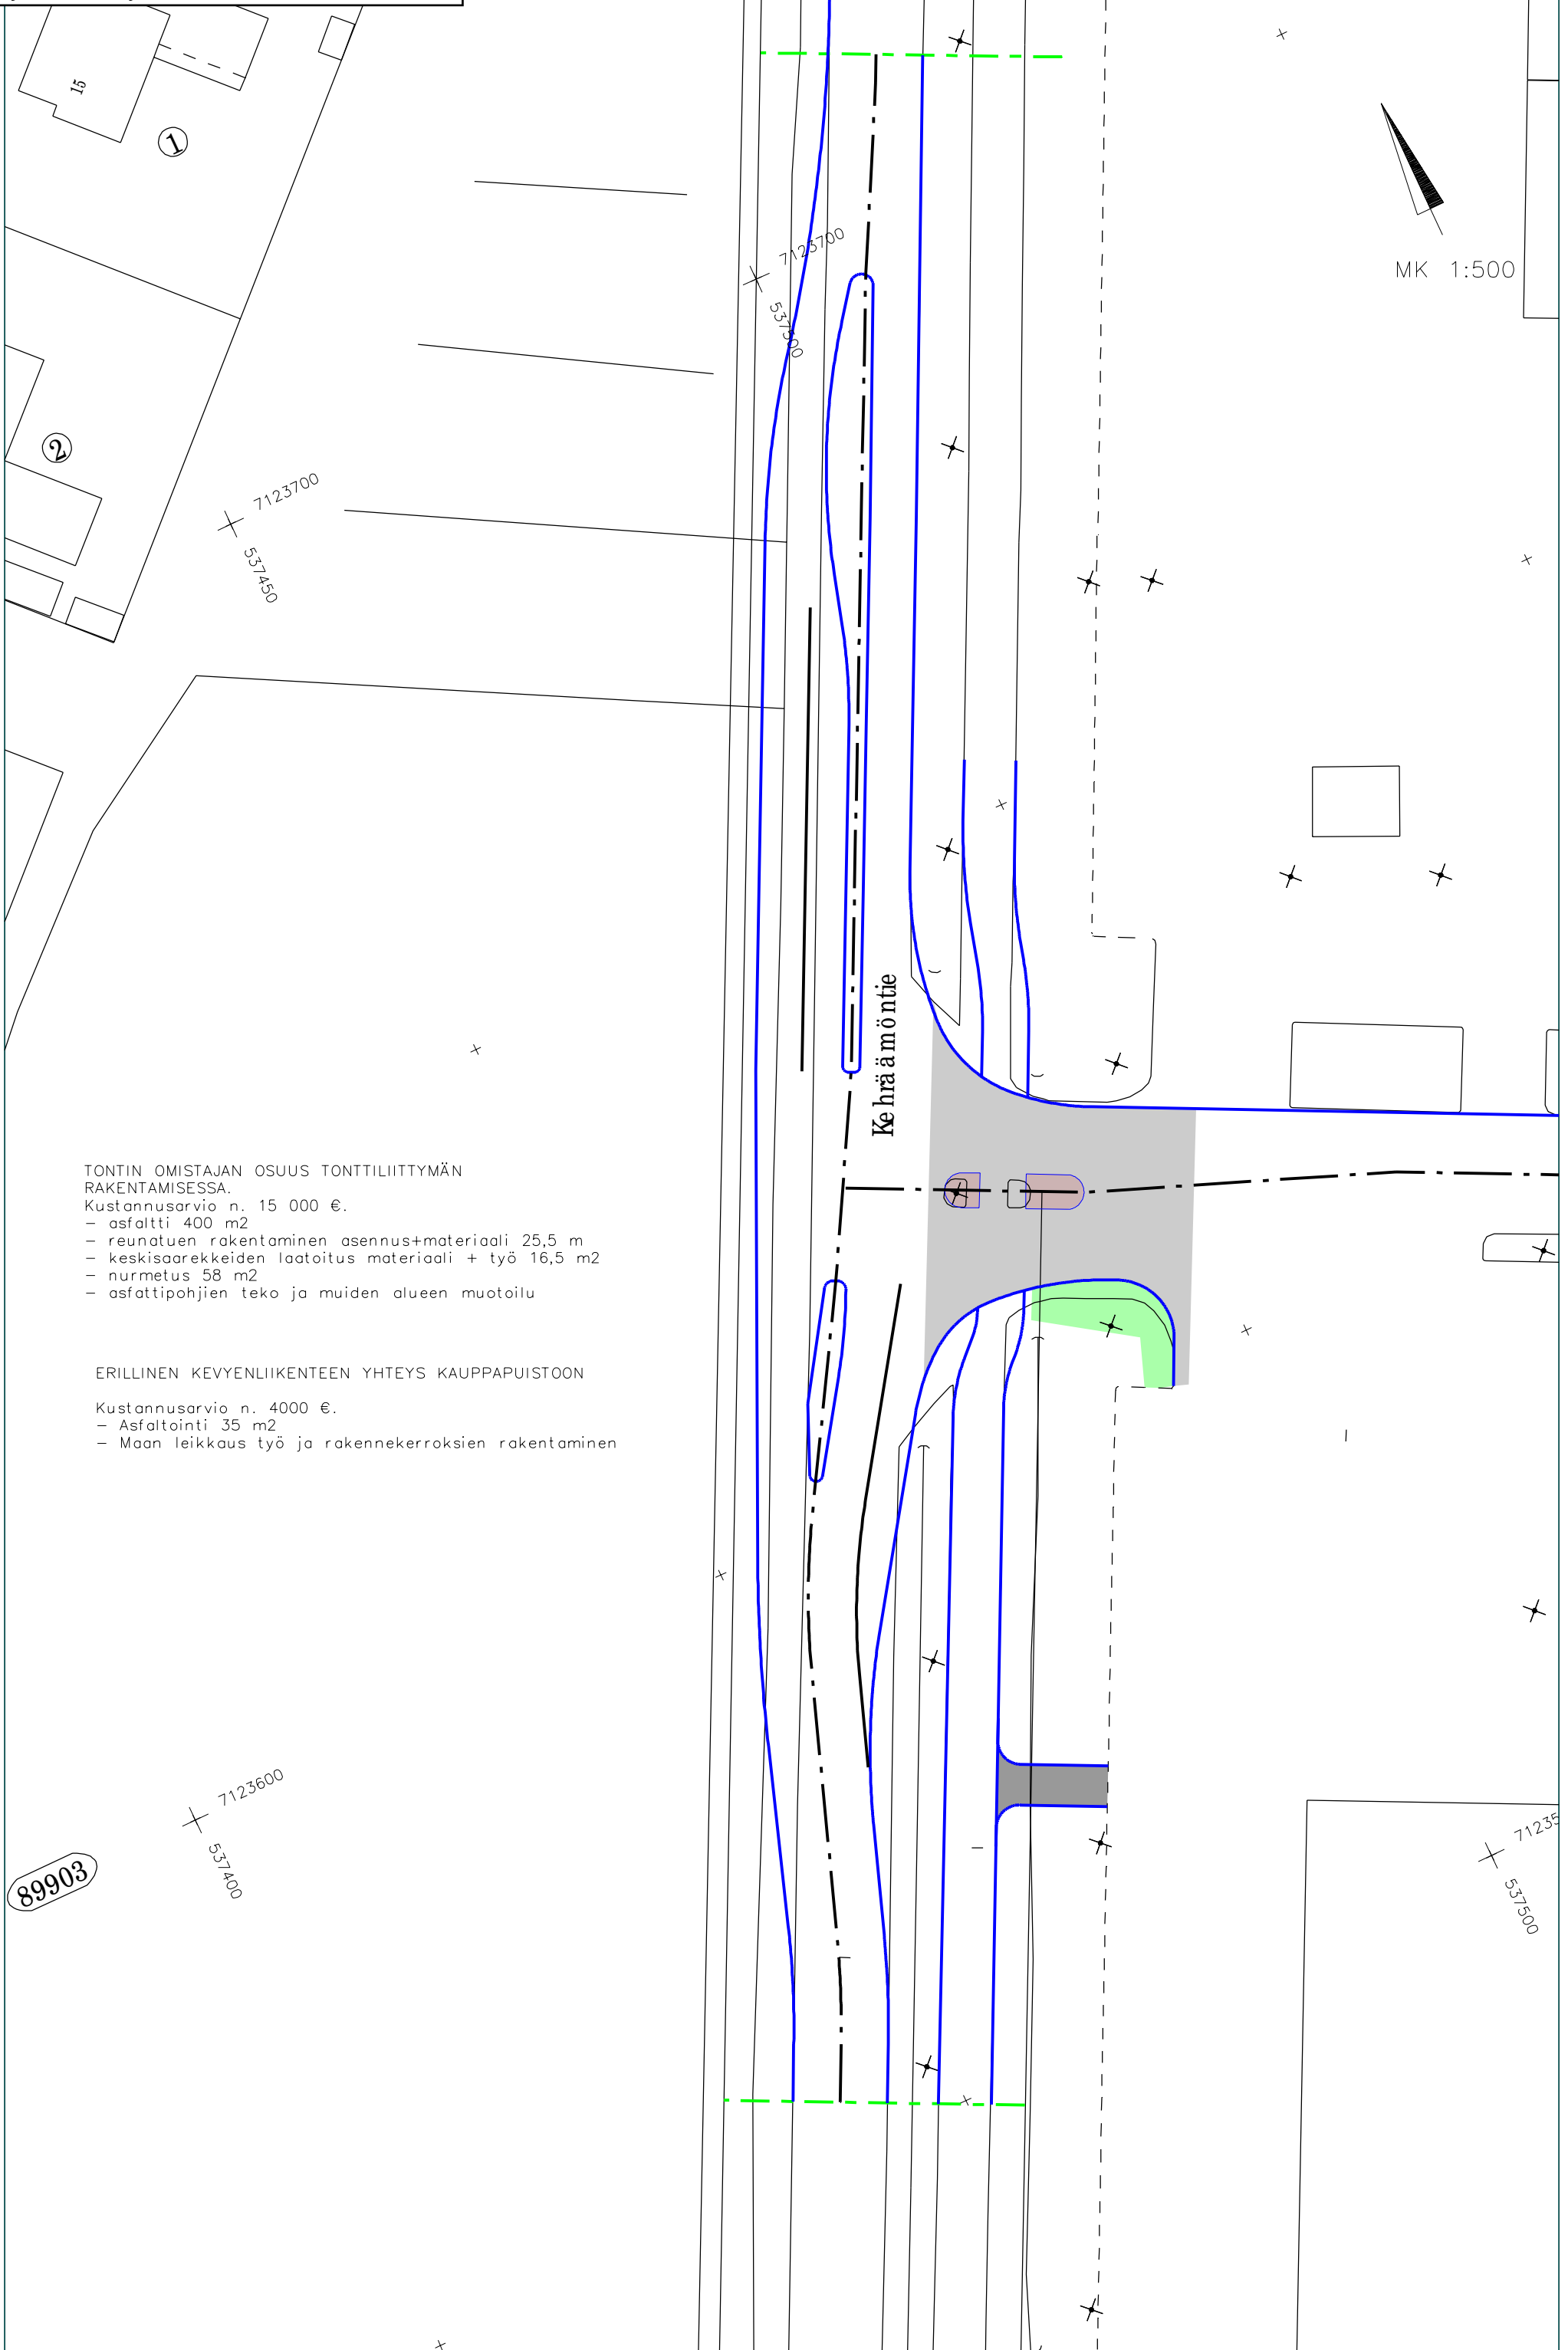 15
1
MK 1:500
7123700
537500
2
7123700
537450
Kehräämöntie
TONTIN OMISTAJAN OSUUS TONTTILIITTYMÄN
RAKENTAMISESSA.
Kustannusarvio n. 15 000 €.
- asfaltti 400 m2
- reunatuen rakentaminen asennus+materiaali 25,5 m
- keskisaarekkeiden laatoitus materiaali + työ 16,5 m2
- nurmetus 58 m2
- asfattipohjien teko ja muiden alueen muotoilu
ERILLINEN KEVYENLIIKENTEEN YHTEYS KAUPPAPUISTOON
Kustannusarvio n. 4000 €.
- Asfaltointi 35 m2
- Maan leikkaus työ ja rakennekerroksien rakentaminen
7123600
537400
89903
71235
537500